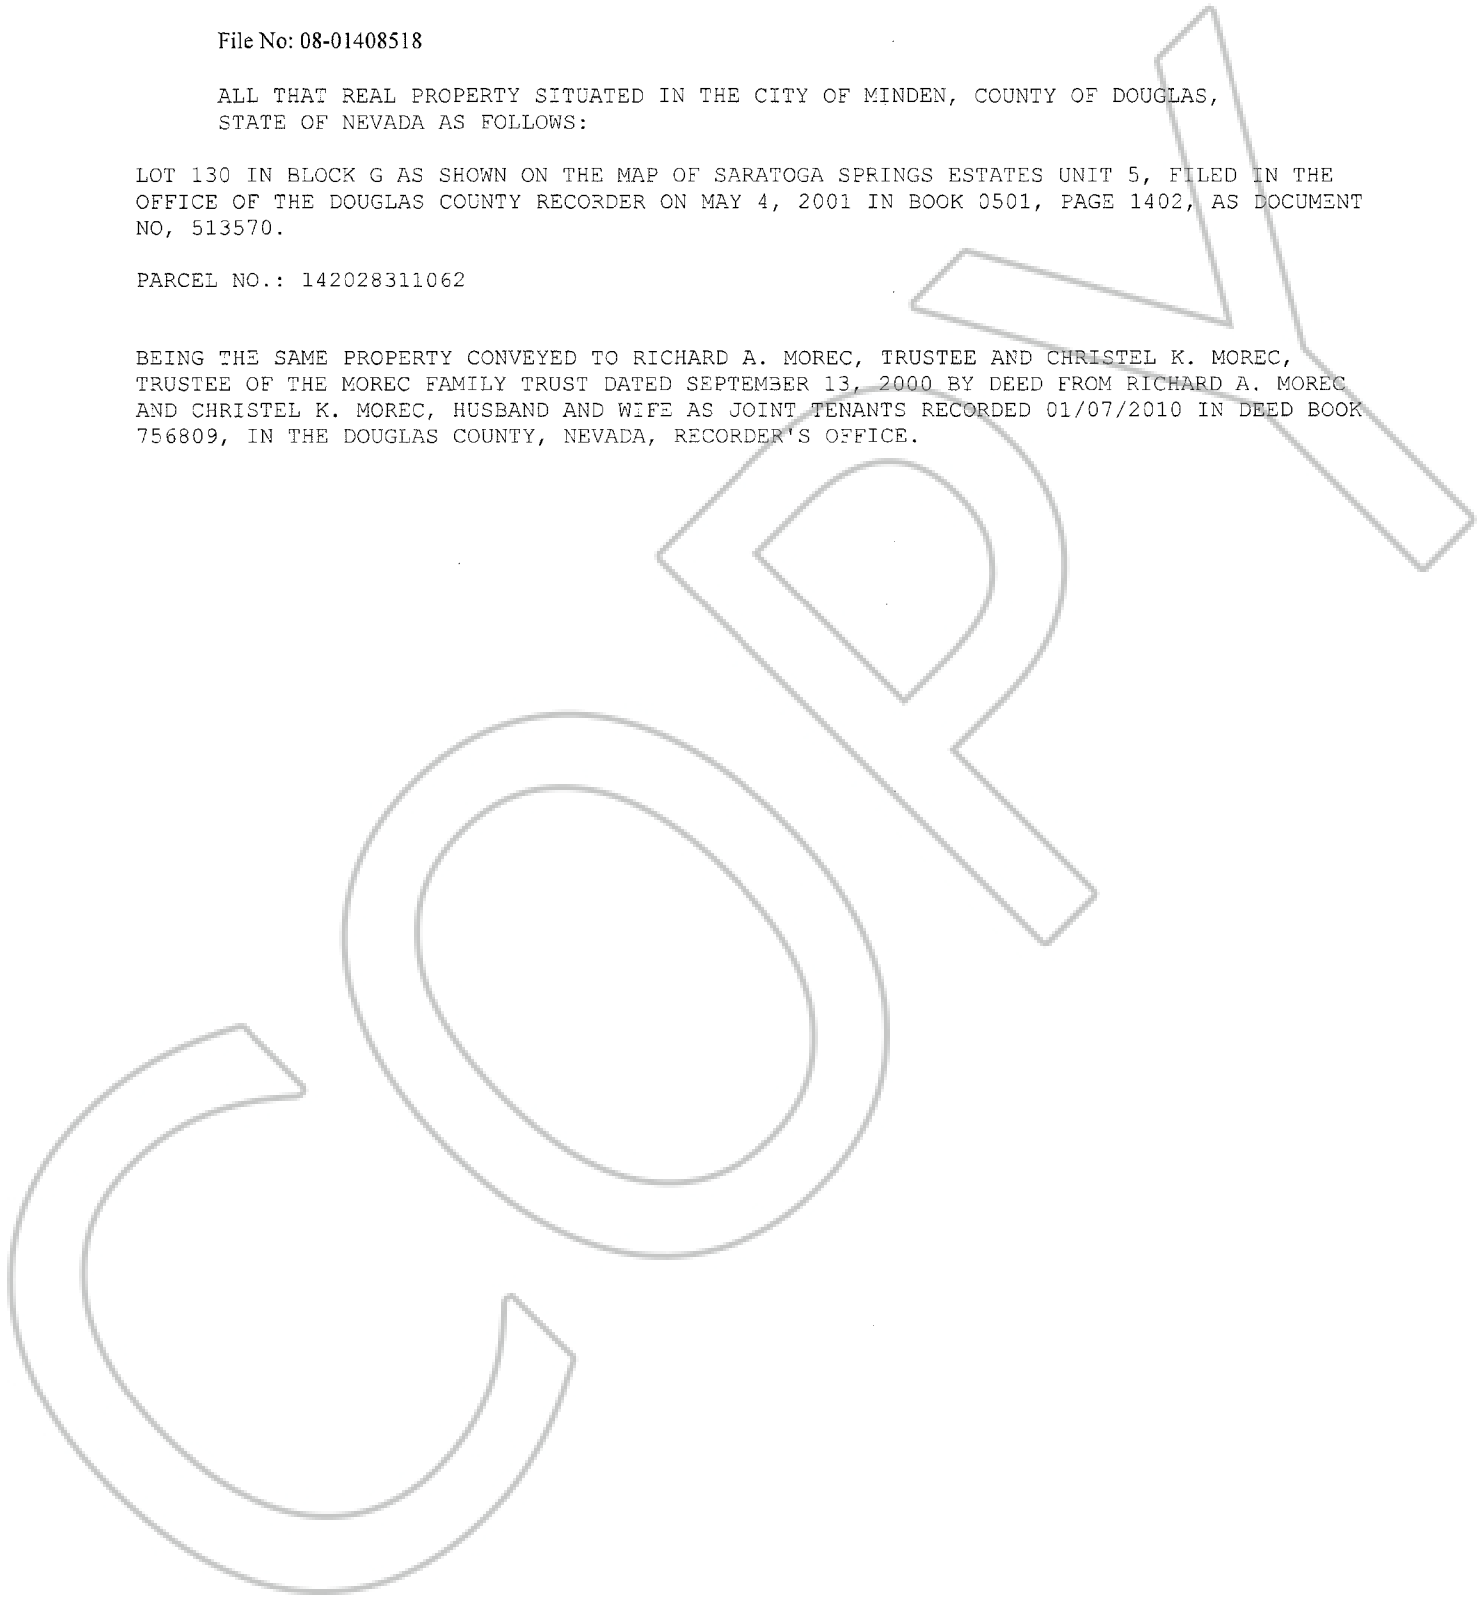 File No: 08-01408518
ALL THAT REAL PROPERTY SITUATED IN THE CITY OF MINDEN, COUNTY OF DOUGLAS,
STATE OF NEVADA AS FOLLOWS:
LOT 130 IN BLOCK G AS SHOWN ON THE MAP OF SARATOGA SPRINGS ESTATES UNIT 5, FILED IN THE
OFFICE OF THE DOUGLAS COUNTY RECORDER ON MAY 4, 2001 IN BOOK 0501, PAGE 1402, AS DOCUMENT
NO, 513570.
PARCEL NO.: 142028311062
BEING THE SAME PROPERTY CONVEYED TO RICHARD A. MOREC, TRUSTEE AND CHRISTEL K. MOREC,
TRUSTEE OF THE MOREC FAMILY TRUST DATED SEPTEMBER 13, 2000 BY DEED FROM RICHARD A. MOREC
AND CHRISTEL K. MOREC, HUSBAND AND WIFE AS JOINT TENANTS RECORDED 01/07/2010 IN DEED BOOK
756809, IN THE DOUGLAS COUNTY, NEVADA, RECORDER'S OFFICE.
COPY